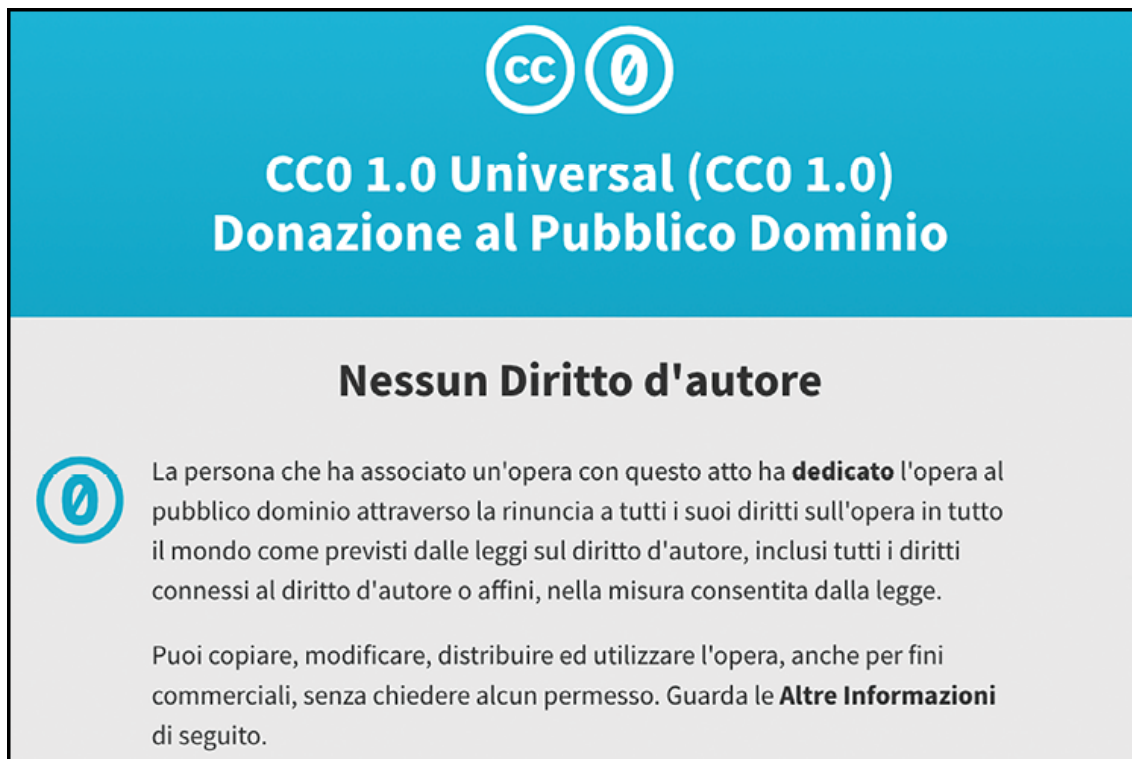 cc 0
CC0 1.0 Universal (CC0 1.0)
Donazione al Pubblico Dominio
Nessun Diritto d'autore
0
La persona che ha associato un'opera con questo atto ha dedicato l'opera al
pubblico dominio attraverso la rinuncia a tutti i suoi diritti sull'opera in tutto
il mondo come previsti dalle leggi sul diritto d'autore, inclusi tutti i diritti
connessi al diritto d'autore o affini, nella misura consentita dalla legge.
Puoi copiare, modificare, distribuire ed utilizzare l'opera, anche per fini
commerciali, senza chiedere alcun permesso. Guarda le Altre Informazioni
di seguito.